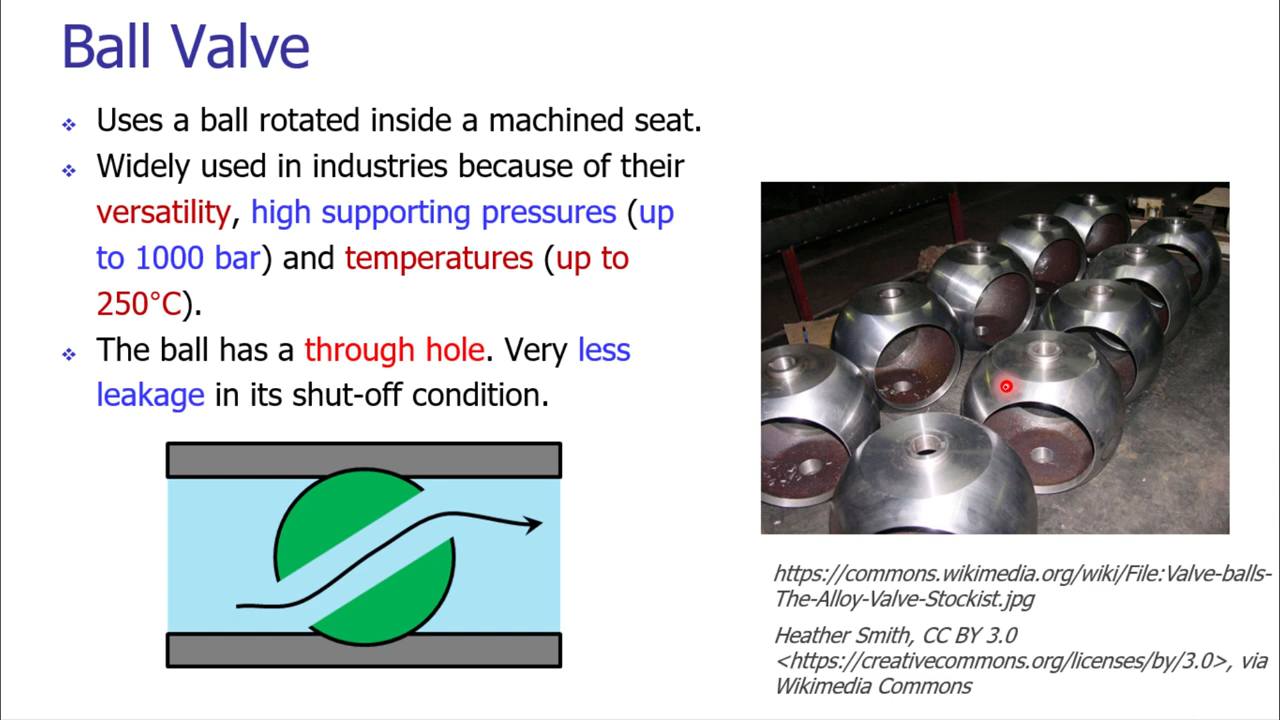 Ball Valve
Uses a ball rotated inside a machined seat.
Widely used in industries because of their
versatility, high supporting pressures (up
to 1000 bar) and temperatures (up to
250°C).
The ball has a through hole. Very less
leakage in its shut-off condition.
https://commons.wikimedia.org/wiki/File:Valve-balls-
The-Alloy-Valve-Stockist.jpg
Heather Smith, CC BY 3.0
<https://creativecommons.org/licenses/by/3.0>, via
Wikimedia Commons